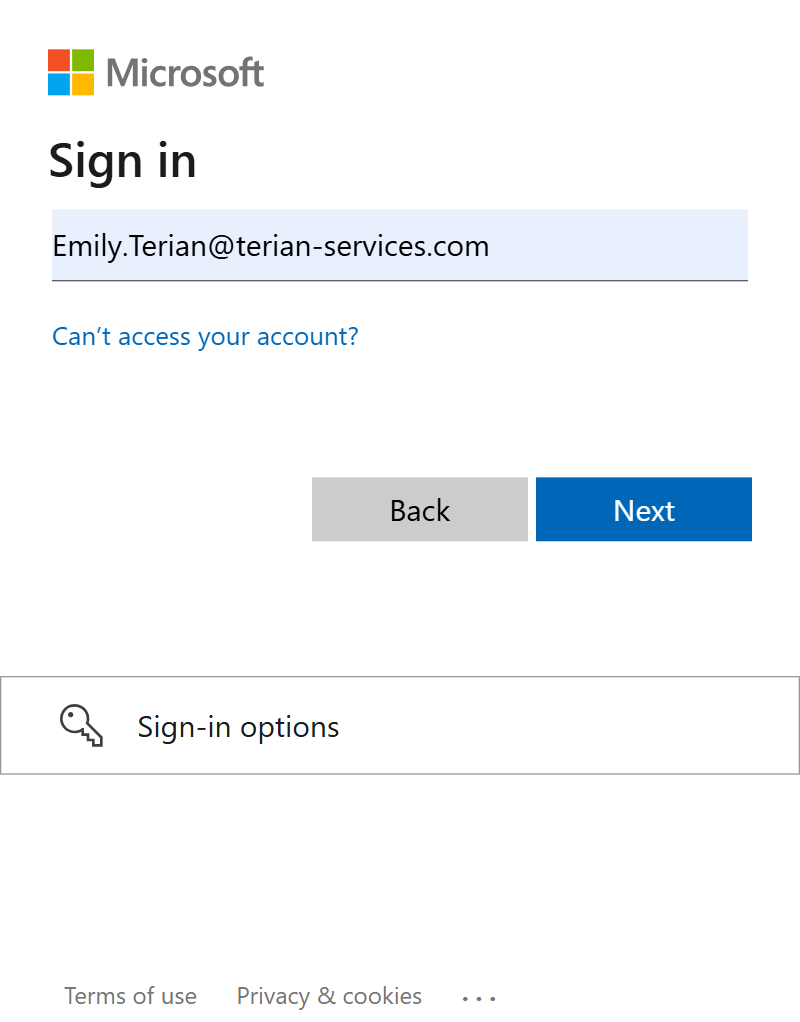 Microsoft
Sign in
Emily.Terian@terian-services.com
Can’t access your account?
Back
Next
Sign-in options
Terms of use
Privacy & cookies
...